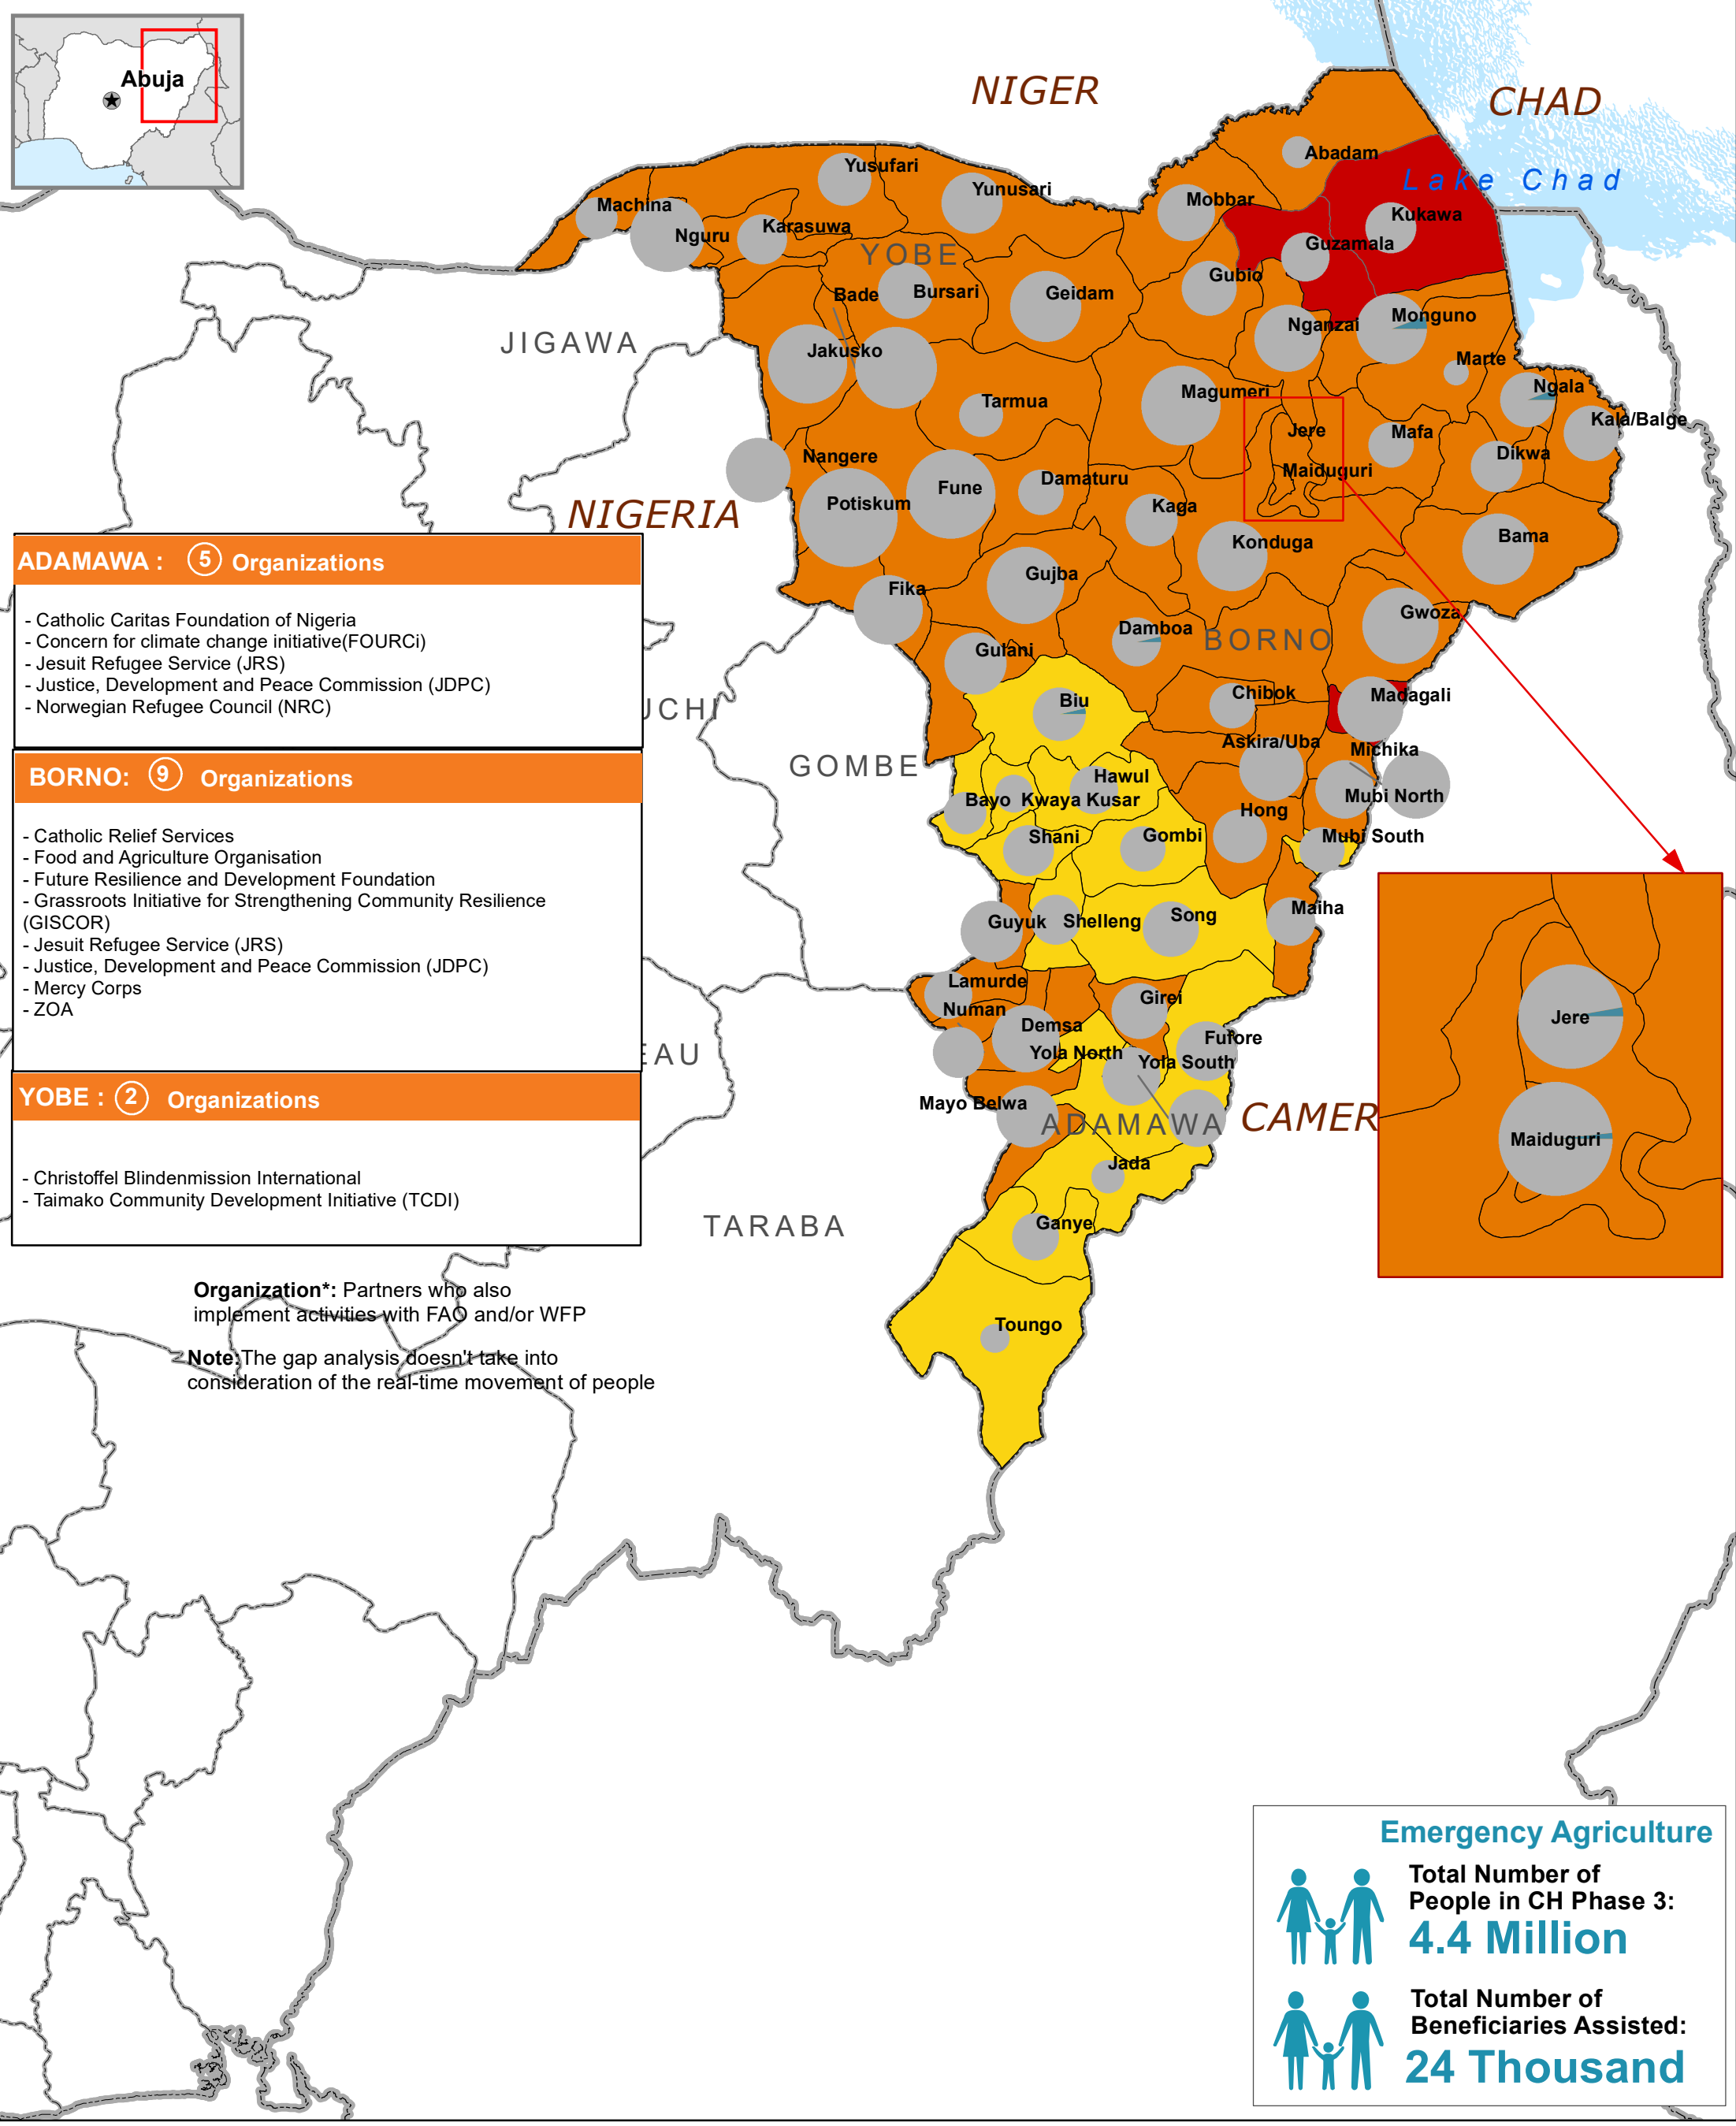 Abuja
NIGER
CHAD
Lake Chad
Abadam
Yusufari
Yunusari
Mobbar
Kukawa
Machina
Nguru
Karasuwa
Guzamala
YOBE
Gubio
Bade
Bursari
Geidam
Monguno
Nganzai
JIGAWA
Jakusko
Marte
Ngala
Tarmua
Magumeri
Kala/Balge
Jere
Mafa
Nangere
Damaturu
Maiduguri
Dikwa
NIGERIA
Potiskum
Fune
Kaga
Konduga
Bama
Fika
Gujba
Gwoza
Damboa
BORNO
Gulani
Biu
Chibok
Madagali
UCHI
GOMBE
Askira/Uba
Michika
Hawul
Bayo
Kwaya Kusar
Mubi North
Hong
Shani
Gombi
Mubi South
Guyuk
Shelleng
Song
Maiha
Lamurde
Numan
Girei
Demsa
Yola North
Fufore
Yola South
EAU
Mayo Belwa
ADAMAWA
CAMER
Jada
TARABA
Ganye
Toungo
Jere
Maiduguri
ADAMAWA : 5 Organizations
- Catholic Caritas Foundation of Nigeria
- Concern for climate change initiative(FOURCi)
- Jesuit Refugee Service (JRS)
- Justice, Development and Peace Commission (JDPC)
- Norwegian Refugee Council (NRC)
BORNO: 9 Organizations
- Catholic Relief Services
- Food and Agriculture Organisation
- Future Resilience and Development Foundation
- Grassroots Initiative for Strengthening Community Resilience
(GISCOR)
- Jesuit Refugee Service (JRS)
- Justice, Development and Peace Commission (JDPC)
- Mercy Corps
- ZOA
YOBE : 2 Organizations
- Christoffel Blindenmission International
- Taimako Community Development Initiative (TCDI)
Organization*: Partners who also
implement activities with FAO and/or WFP
Note:The gap analysis doesn't take into
consideration of the real-time movement of people
Emergency Agriculture
Total Number of
People in CH Phase 3:
4.4 Million
Total Number of
Beneficiaries Assisted:
24 Thousand